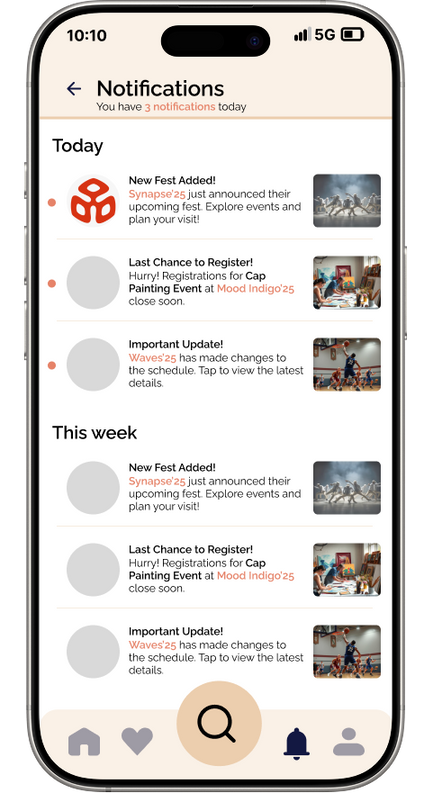 10:10
5G
Notifications
You have 3 notifications today
Today
New Fest Added!
Synapse'25 just announced their
upcoming fest. Explore events and
plan your visit!
Last Chance to Register!
Hurry! Registrations for Cap
Painting Event at Mood Indigo'25
close soon.
Important Update!
Waves'25 has made changes to
the schedule. Tap to view the latest
details.
This week
New Fest Added!
Synapse'25 just announced their
upcoming fest. Explore events and
plan your visit!
Last Chance to Register!
Hurry! Registrations for Cap
Painting Event at Mood Indigo'25
close soon.
Important Update!
Waves'25 has made changes to
the schedule. Tap to view the latest
details.